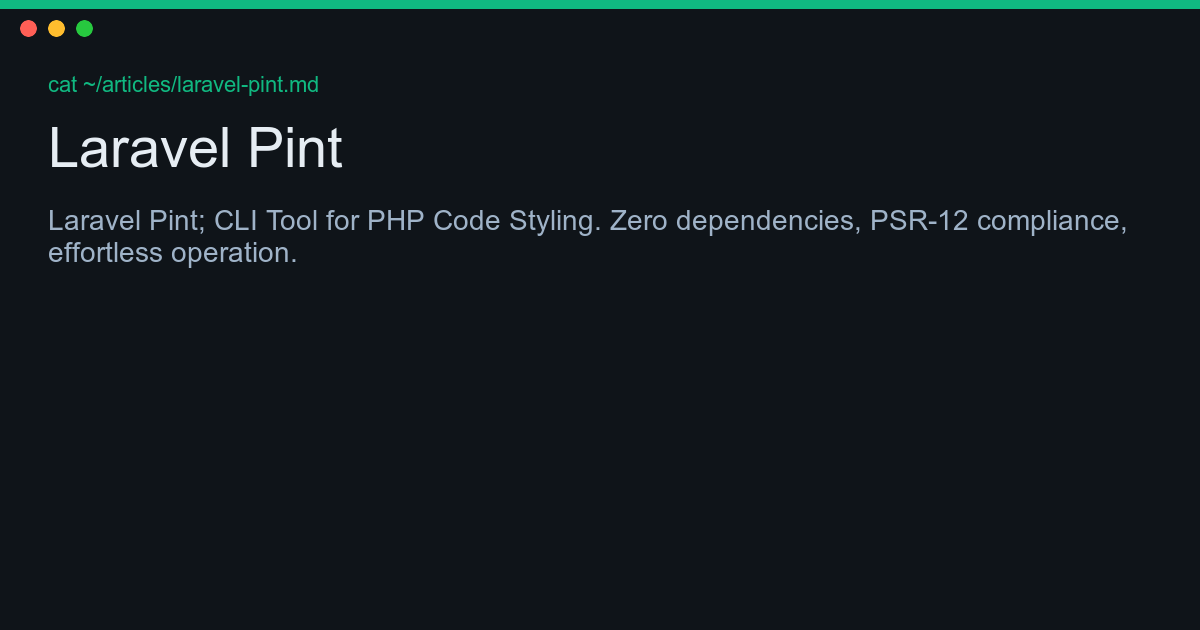 cat ~/articles/laravel-pint.md
Laravel Pint
Laravel Pint; CLI Tool for PHP Code Styling. Zero dependencies, PSR-12 compliance,
effortless operation.